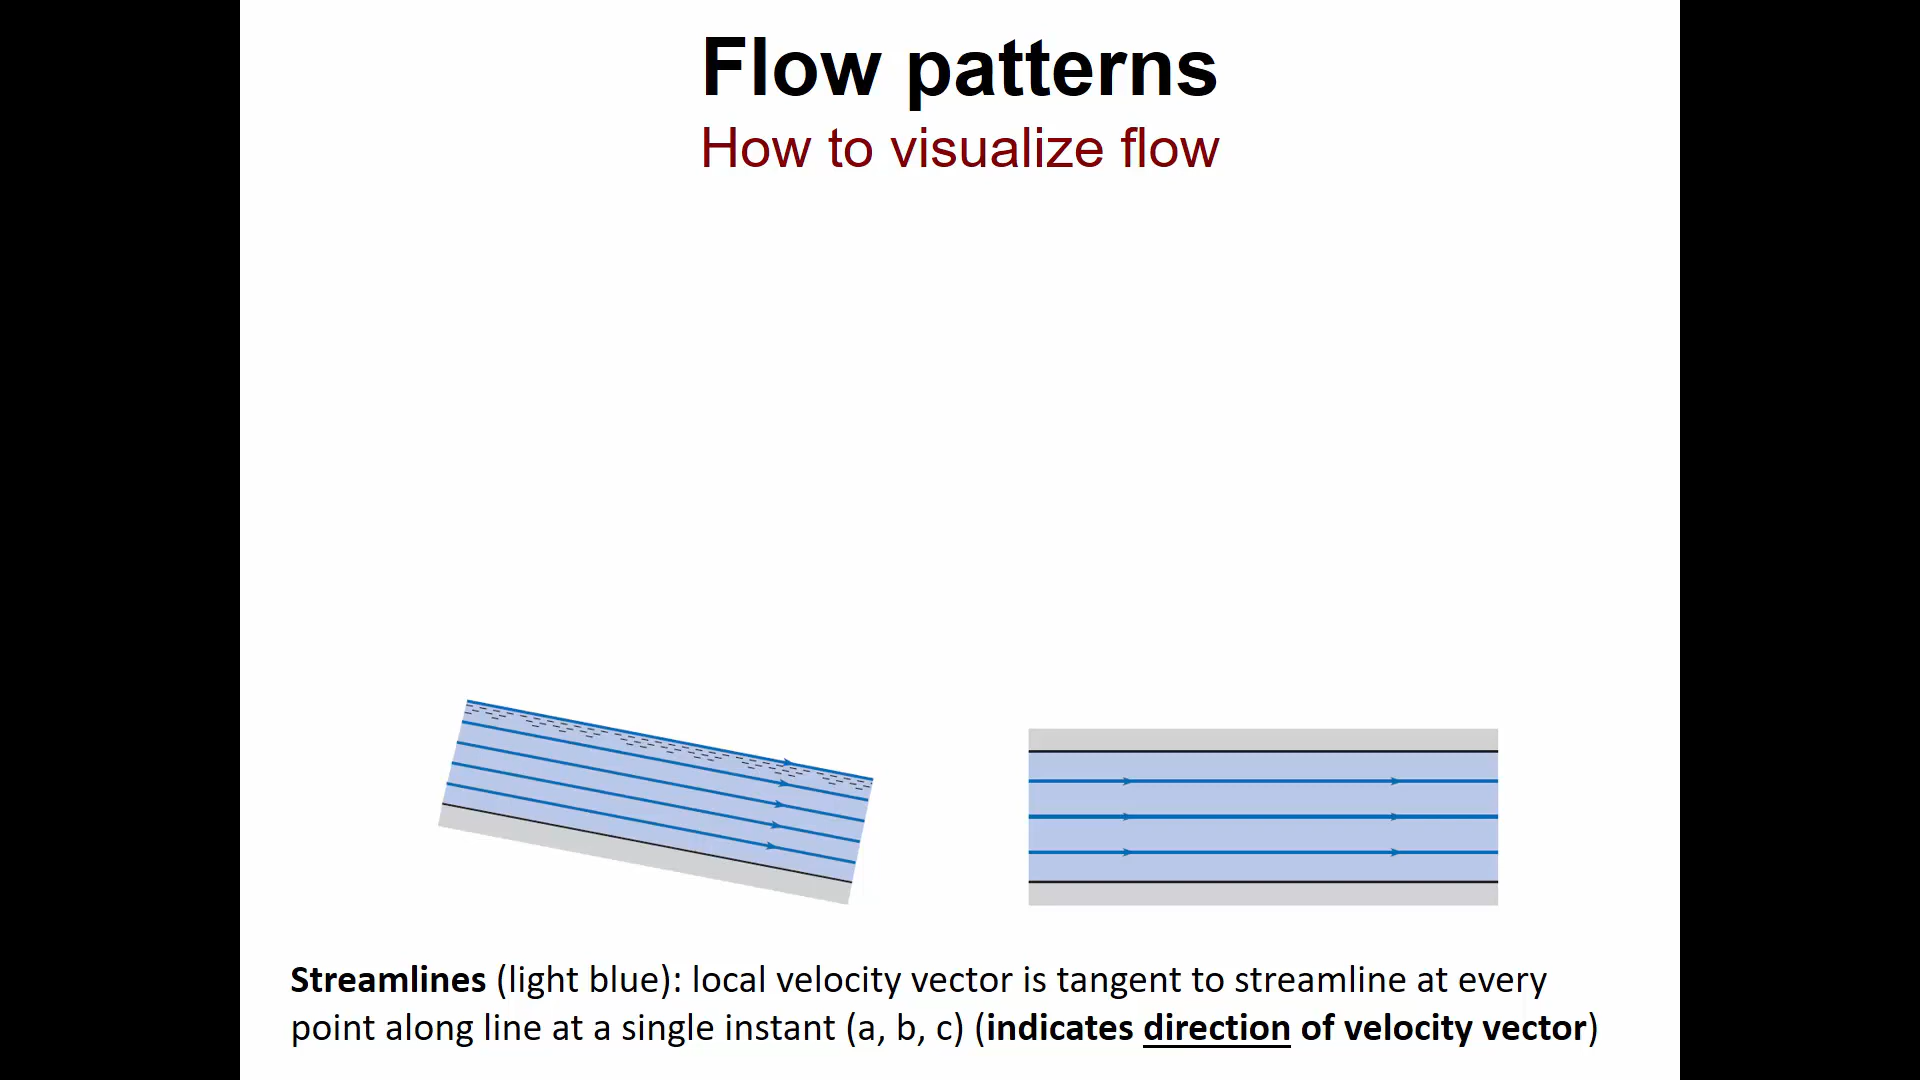 Flow patterns
How to visualize flow
Streamlines (light blue): local velocity vector is tangent to streamline at every
point along line at a single instant (a, b, c) (indicates direction of velocity vector)